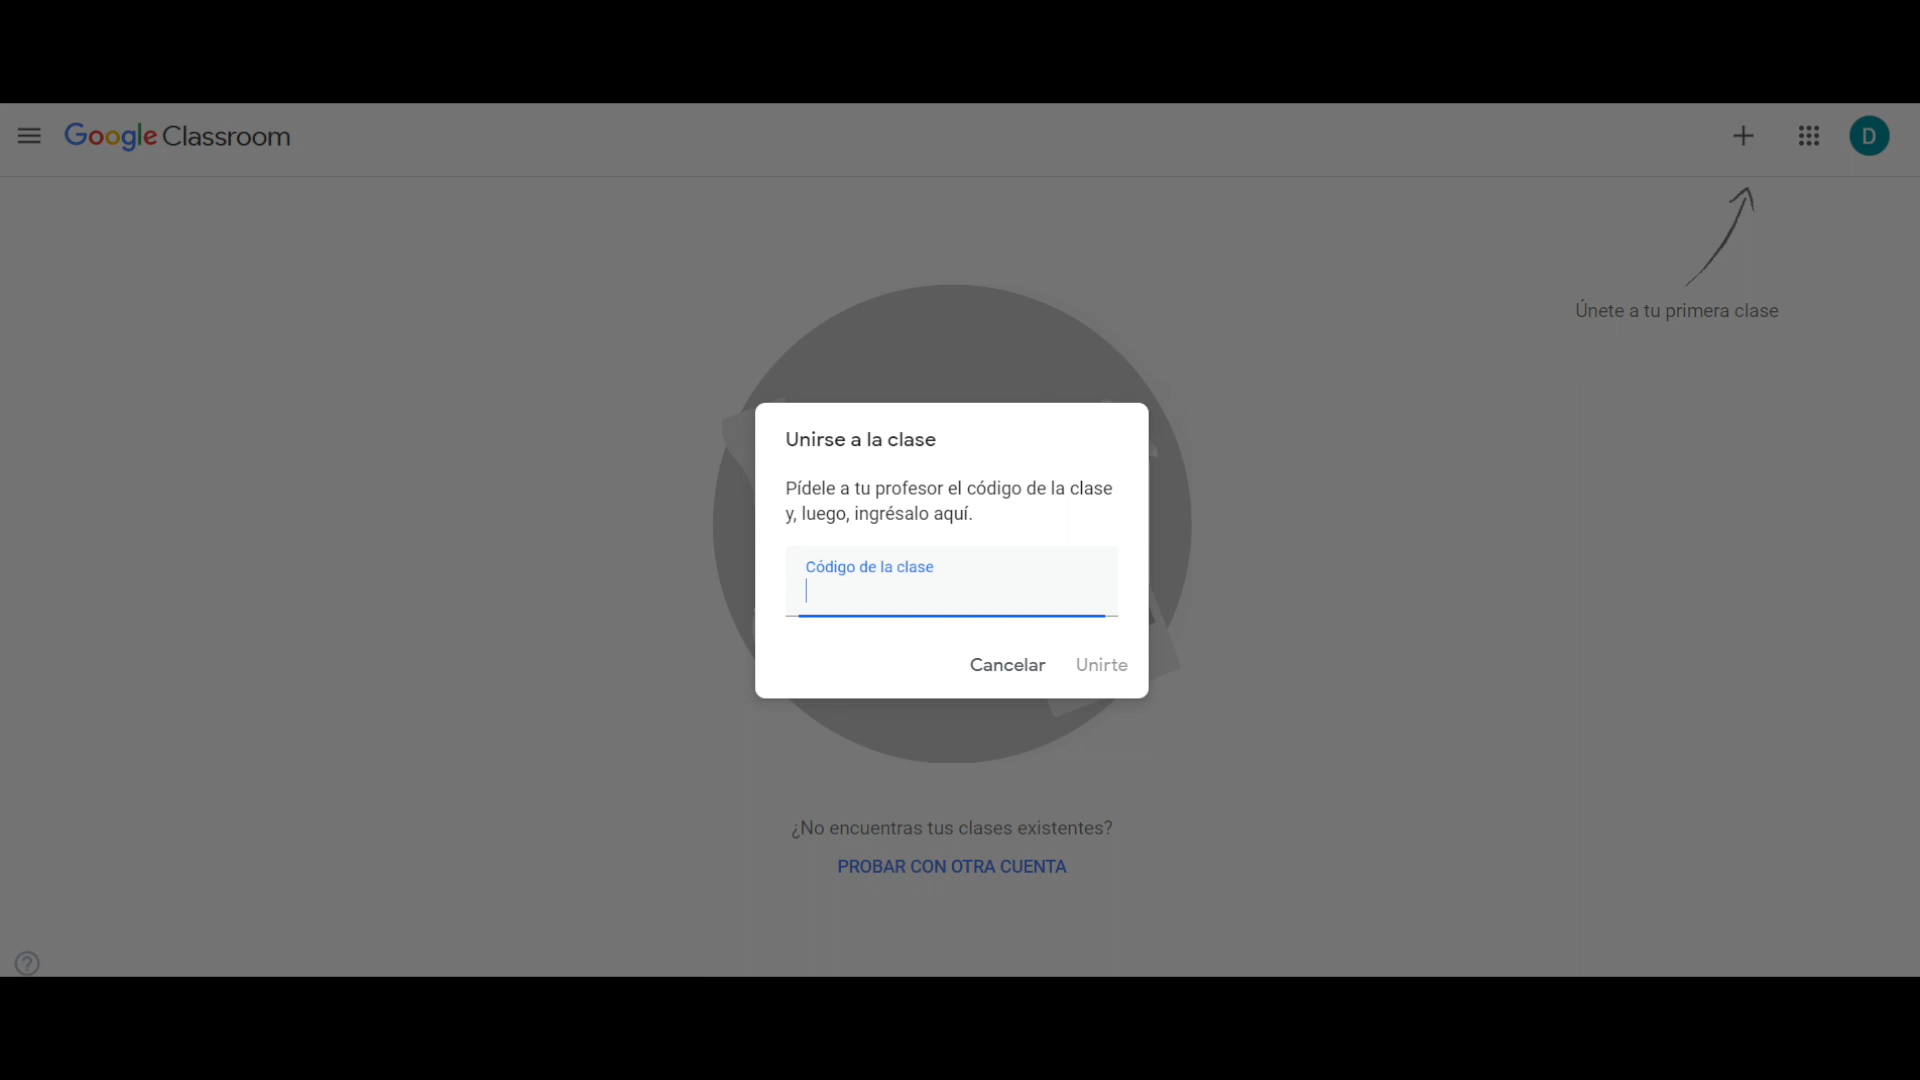 Google Classroom
D
Únete a tu primera clase
Unirse a la clase
Pídele a tu profesor el código de la clase
y, luego, ingrésalo aquí.
Código de la clase
Cancelar Unirte
¿No encuentras tus clases existentes?
PROBAR CON OTRA CUENTA
?